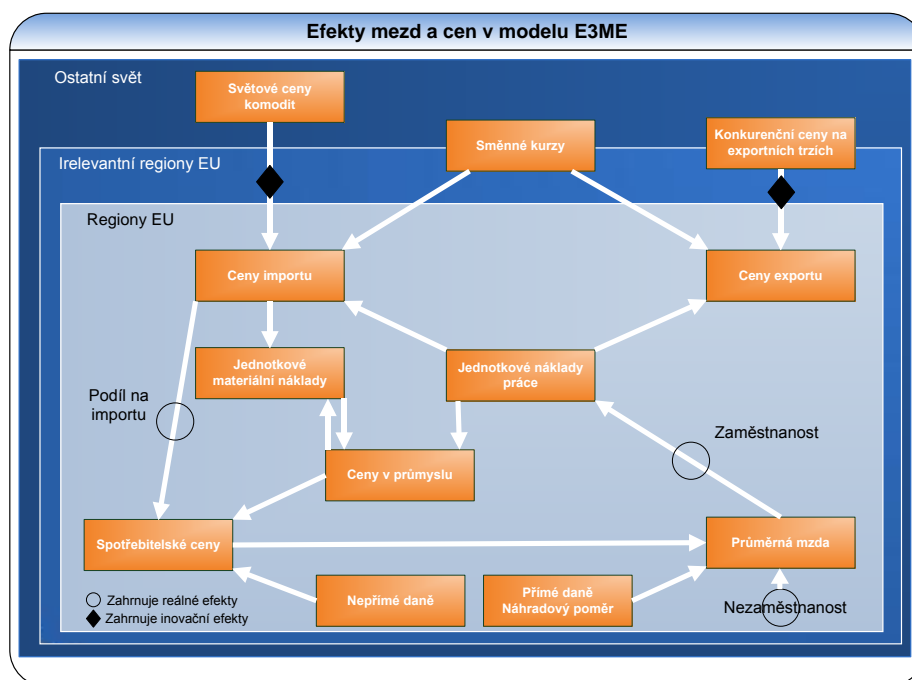 Efekty mezd a cen v modelu E3ME
Ostatní svět
Světové ceny
komodit
Směnné kurzy
Konkurenční ceny na
exportních trzích
Irelevantní regiony EU
Regiony EU
Ceny importu
Ceny exportu
Jednotkové
materiální náklady
Jednotkové náklady
práce
Podíl na
importu
Zaměstnanost
Ceny v průmyslu
Spotřebitelské ceny
Průměrná mzda
Nepřímé daně
Přímé daně
Náhradový poměr
Nezaměstnanost
Zahrnuje reálné efekty
Zahrnuje inovační efekty